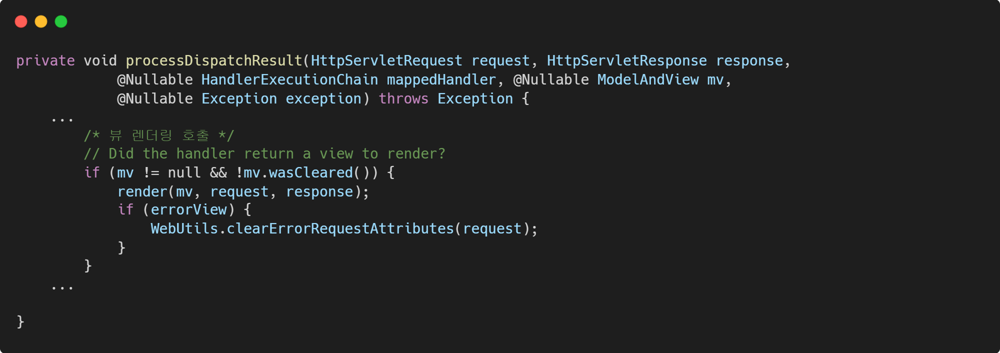 private void processDispatchResult(HttpServletRequest request, HttpServletResponse response,
            @Nullable HandlerExecutionChain mappedHandler, @Nullable ModelAndView mv,
            @Nullable Exception exception) throws Exception {
    ...
        /* 뷰 렌더링 호출 */
        // Did the handler return a view to render?
        if (mv != null && !mv.wasCleared()) {
            render(mv, request, response);
            if (errorView) {
                WebUtils.clearErrorRequestAttributes(request);
            }
        }
    ...

}